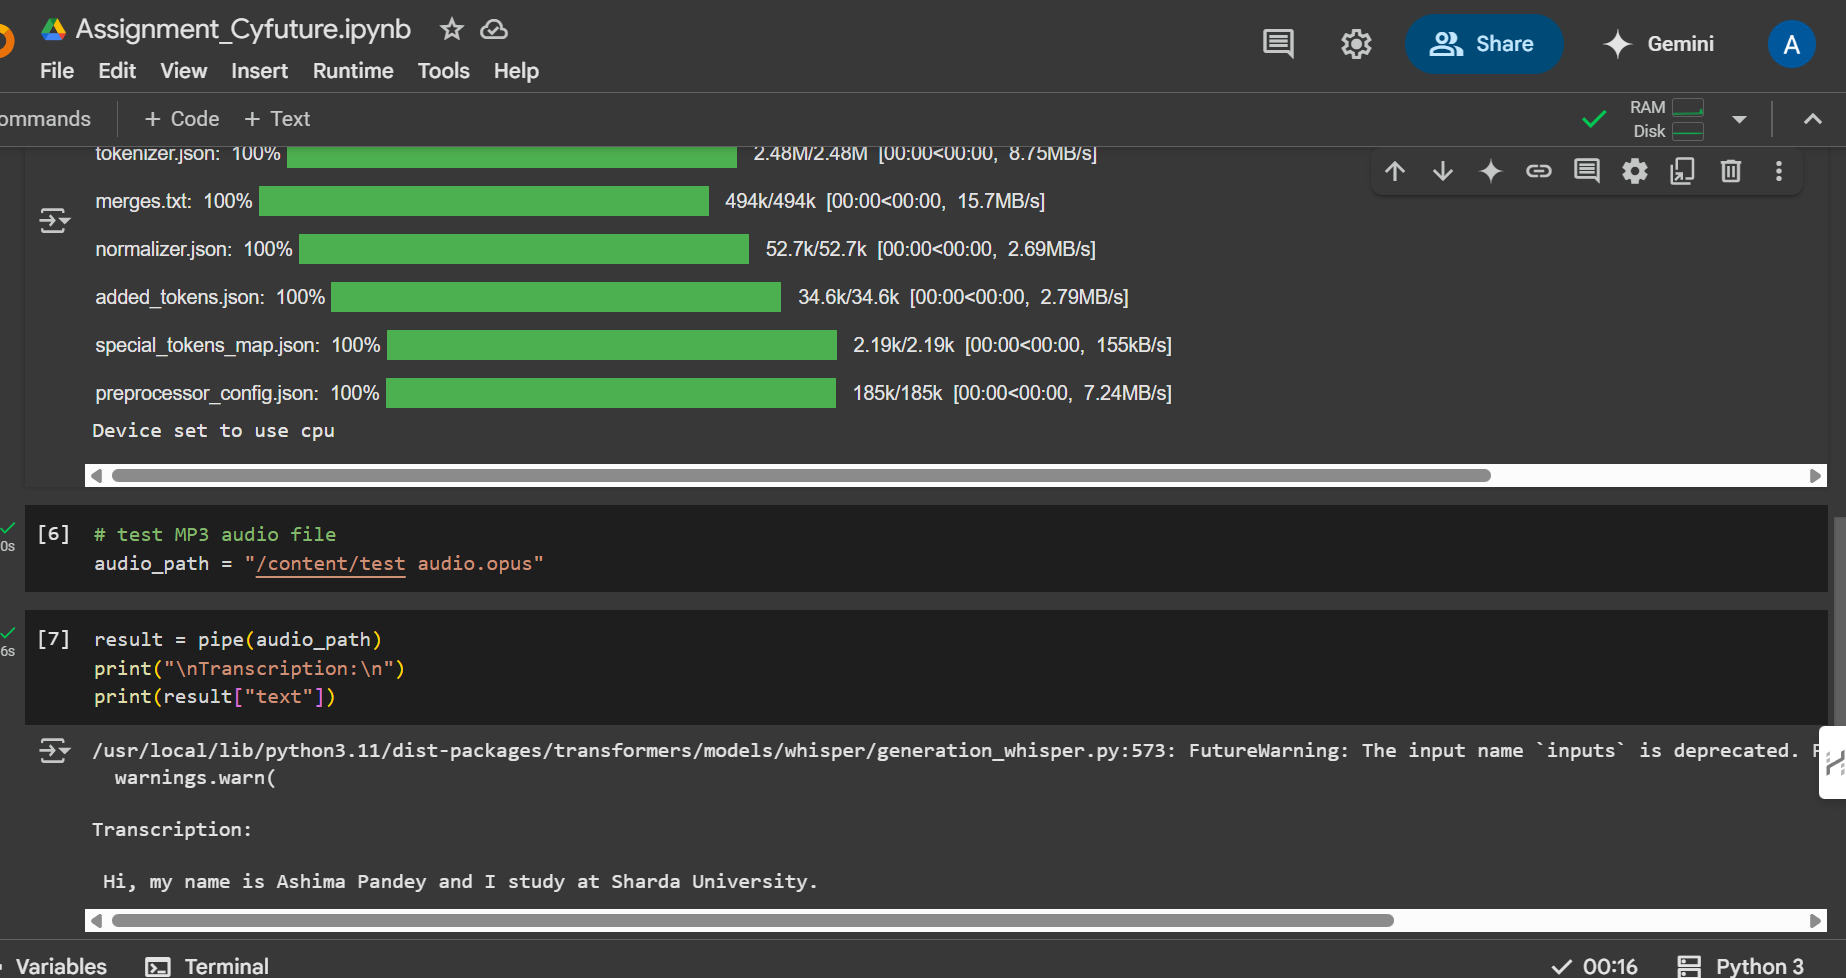 Assignment_Cyfuture.ipynb
File Edit View Insert Runtime Tools Help
Share
Gemini
A
ommands
+ Code + Text
RAM
Disk
tokenizer.json: 100% 2.48M/2.48M [00:00<00:00, 8.75MB/s]
merges.txt: 100% 494k/494k [00:00<00:00, 15.7MB/s]
normalizer.json: 100% 52.7k/52.7k [00:00<00:00, 2.69MB/s]
added_tokens.json: 100% 34.6k/34.6k [00:00<00:00, 2.79MB/s]
special_tokens_map.json: 100% 2.19k/2.19k [00:00<00:00, 155kB/s]
preprocessor_config.json: 100% 185k/185k [00:00<00:00, 7.24MB/s]
Device set to use cpu
[6] # test MP3 audio file
0s
audio_path = "/content/test audio.opus"
[7] result = pipe(audio_path)
6s
print("\nTranscription:\n")
print(result["text"])
/usr/local/lib/python3.11/dist-packages/transformers/models/whisper/generation_whisper.py:573: FutureWarning: The input name `inputs` is deprecated.
warnings.warn(
Transcription:
Hi, my name is Ashima Pandey and I study at Sharda University.
Variables Terminal 00:16 Python 3